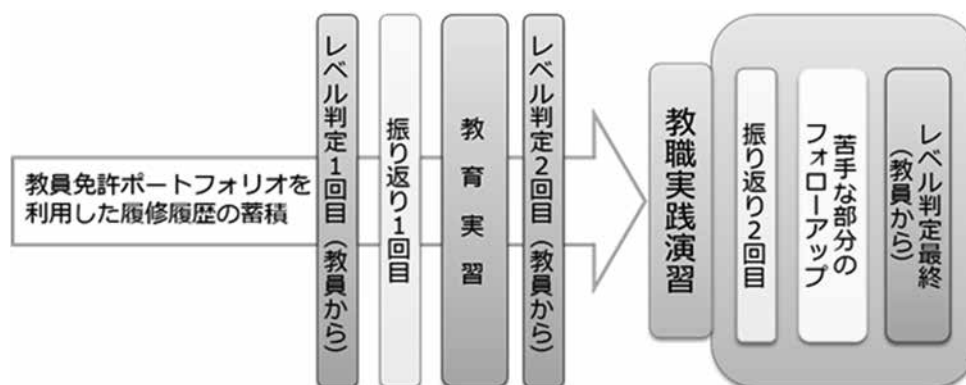 教員免許ポートフォリオを
利用した履修履歴の蓄積
レベル判定1回目(教員から)
振り返り1回目
教育実習
レベル判定2回目(教員から)
教職実践演習
振り返り2回目
苦手な部分の
フォローアップ
レベル判定最終
(教員から)